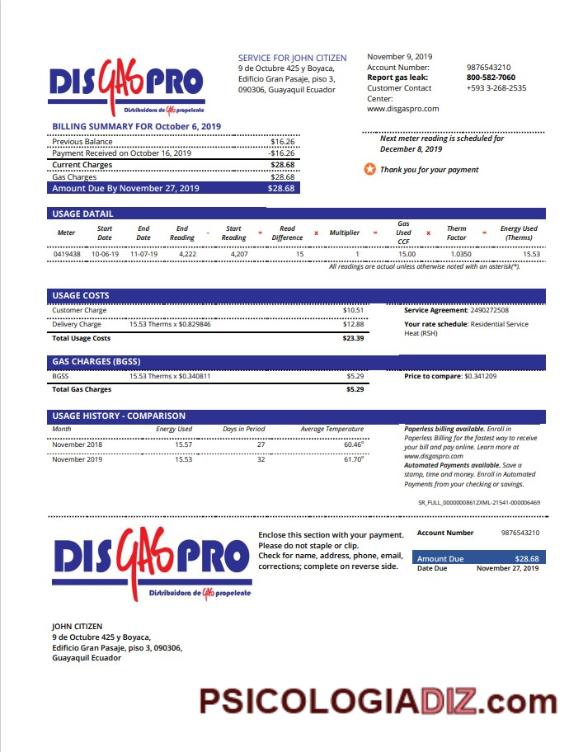 DISGASPRO
Distribuidora de Gas propelente
SERVICE FOR JOHN CITIZEN
9 de Octubre 425 y Boyaca,
Edificio Gran Pasaje, piso 3,
090306, Guayaquil Ecuador
November 9, 2019
Account Number: 9876543210
Report gas leak: 800-582-7060
Customer Contact Center: +593 3-268-2535
www.disgaspro.com
BILLING SUMMARY FOR October 6, 2019
Previous Balance $16.26
Payment Received on October 16, 2019 -$16.26
Current Charges $28.68
Gas Charges $28.68
Amount Due By November 27, 2019 $28.68
Next meter reading is scheduled for
December 8, 2019
Thank you for your payment
USAGE DATAIL
Meter Start Date End Date End Reading - Start Reading = Read Difference x Multiplier = Gas Used CCF x Therm Factor = Energy Used (Therms)
0419438 10-06-19 11-07-19 4,222 4,207 15 1 15.00 1.0350 15.53
All readings are actual unless otherwise noted with an asterisk(*).
USAGE COSTS
Customer Charge $10.51
Delivery Charge 15.53 Therms x $0.829846 $12.88
Total Usage Costs $23.39
Service Agreement: 2490272508
Your rate schedule: Residential Service
Heat (RSH)
GAS CHARGES (BGSS)
BGSS 15.53 Therms x $0.340811 $5.29
Total Gas Charges $5.29
Price to compare: $0.341209
USAGE HISTORY - COMPARISON
Month Energy Used Days in Period Average Temperature
November 2018 15.57 27 60.46°
November 2019 15.53 32 61.70°
Paperless billing available. Enroll in
Paperless Billing for the fastest way to receive
your bill and pay online. Learn more at
www.disgaspro.com
Automated Payments available. Save a
stamp, time and money. Enroll in Automated
Payments from your checking or savings.
SR_FULL_00000008612XML-21541-000006469
DISGASPRO
Distribuidora de Gas propelente
Enclose this section with your payment.
Please do not staple or clip.
Check for name, address, phone, email,
corrections; complete on reverse side.
Account Number 9876543210
Amount Due $28.68
Date Due November 27, 2019
JOHN CITIZEN
9 de Octubre 425 y Boyaca,
Edificio Gran Pasaje, piso 3, 090306,
Guayaquil Ecuador
PSICOLOGIADIZ.com